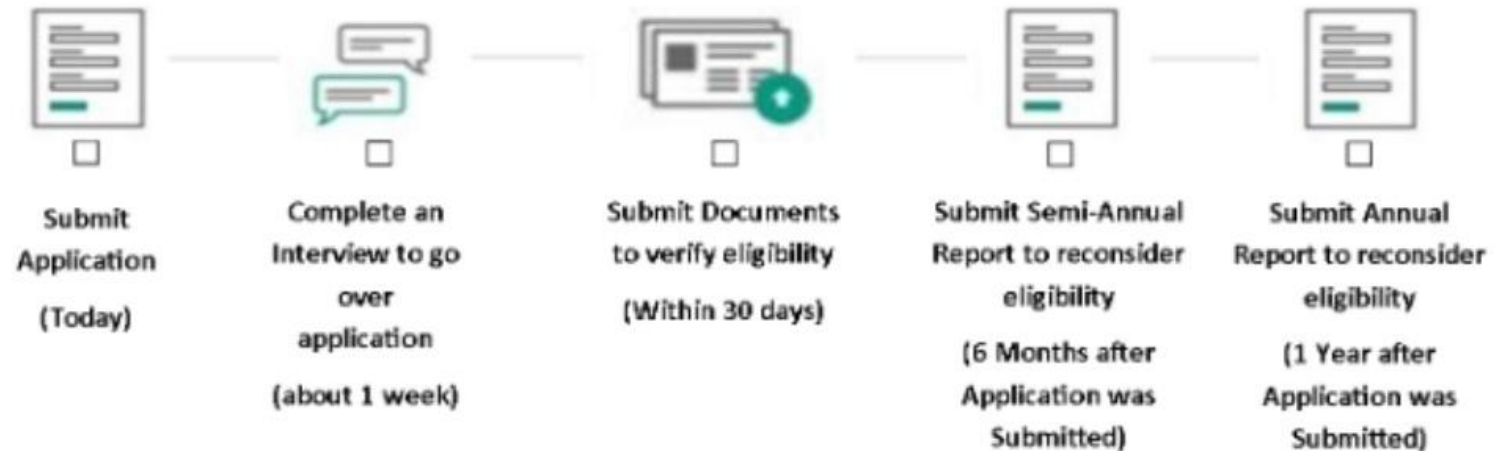 Submit
Application
(Today)
Complete an
Interview to go
over
application
(about 1 week)
Submit Documents
to verify eligibility
(Within 30 days)
Submit Semi-Annual
Report to reconsider
eligibility
(6 Months after
Application was
Submitted)
Submit Annual
Report to reconsider
eligibility
(1 Year after
Application was
Submitted)